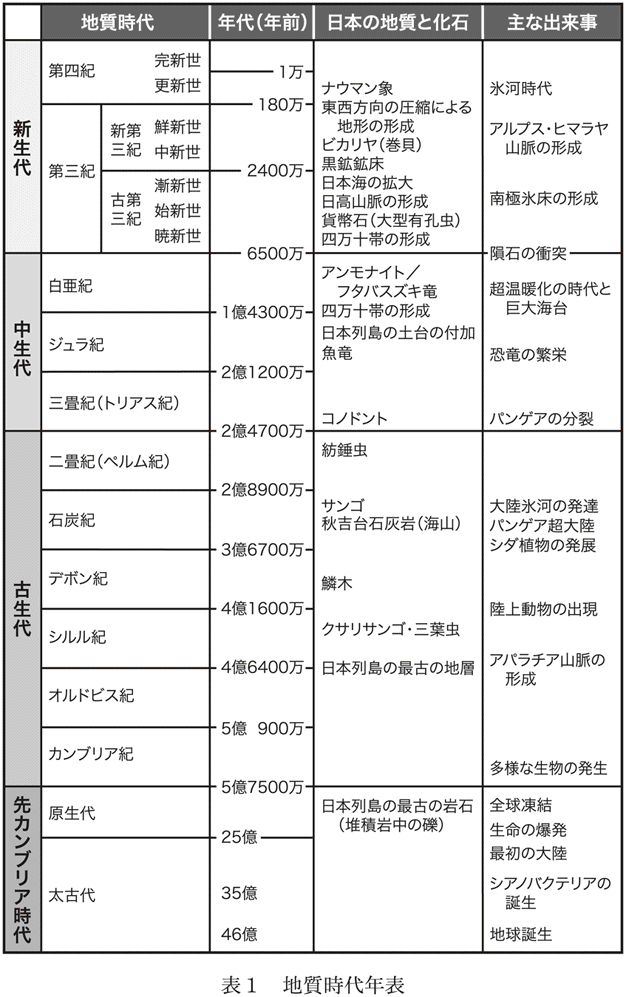 地質時代 年代(年前) 日本の地質と化石 主な出来事
新生代
第四紀
完新世
更新世
第三紀
新第
三紀
鮮新世
中新世
古第
三紀
漸新世
始新世
暁新世
1万
180万
2400万
6500万
ナウマン象
東西方向の圧縮による
地形の形成
ビカリヤ(巻貝)
黒鉱鉱床
日本海の拡大
日高山脈の形成
貨幣石(大型有孔虫)
四万十帯の形成
氷河時代
アルプス・ヒマラヤ
山脈の形成
南極氷床の形成
隕石の衝突
中生代
白亜紀
ジュラ紀
三畳紀(トリアス紀)
1億4300万
2億1200万
2億4700万
アンモナイト/
フタバスズキ竜
四万十帯の形成
日本列島の土台の付加
魚竜
コノドント
超温暖化の時代と
巨大海台
恐竜の繁栄
パンゲアの分裂
古生代
二畳紀(ペルム紀)
石炭紀
デボン紀
シルル紀
オルドビス紀
カンブリア紀
2億8900万
3億6700万
4億1600万
4億6400万
5億 900万
5億7500万
紡錘虫
サンゴ
秋吉台石灰岩(海山)
鱗木
クサリサンゴ・三葉虫
日本列島の最古の地層
大陸氷河の発達
パンゲア超大陸
シダ植物の発展
陸上動物の出現
アパラチア山脈の
形成
多様な生物の発生
先カンブリア時代
原生代
太古代
25億
35億
46億
日本列島の最古の岩石
(堆積岩中の礫)
全球凍結
生命の爆発
最初の大陸
シアノバクテリアの
誕生
地球誕生
表1 地質時代年表